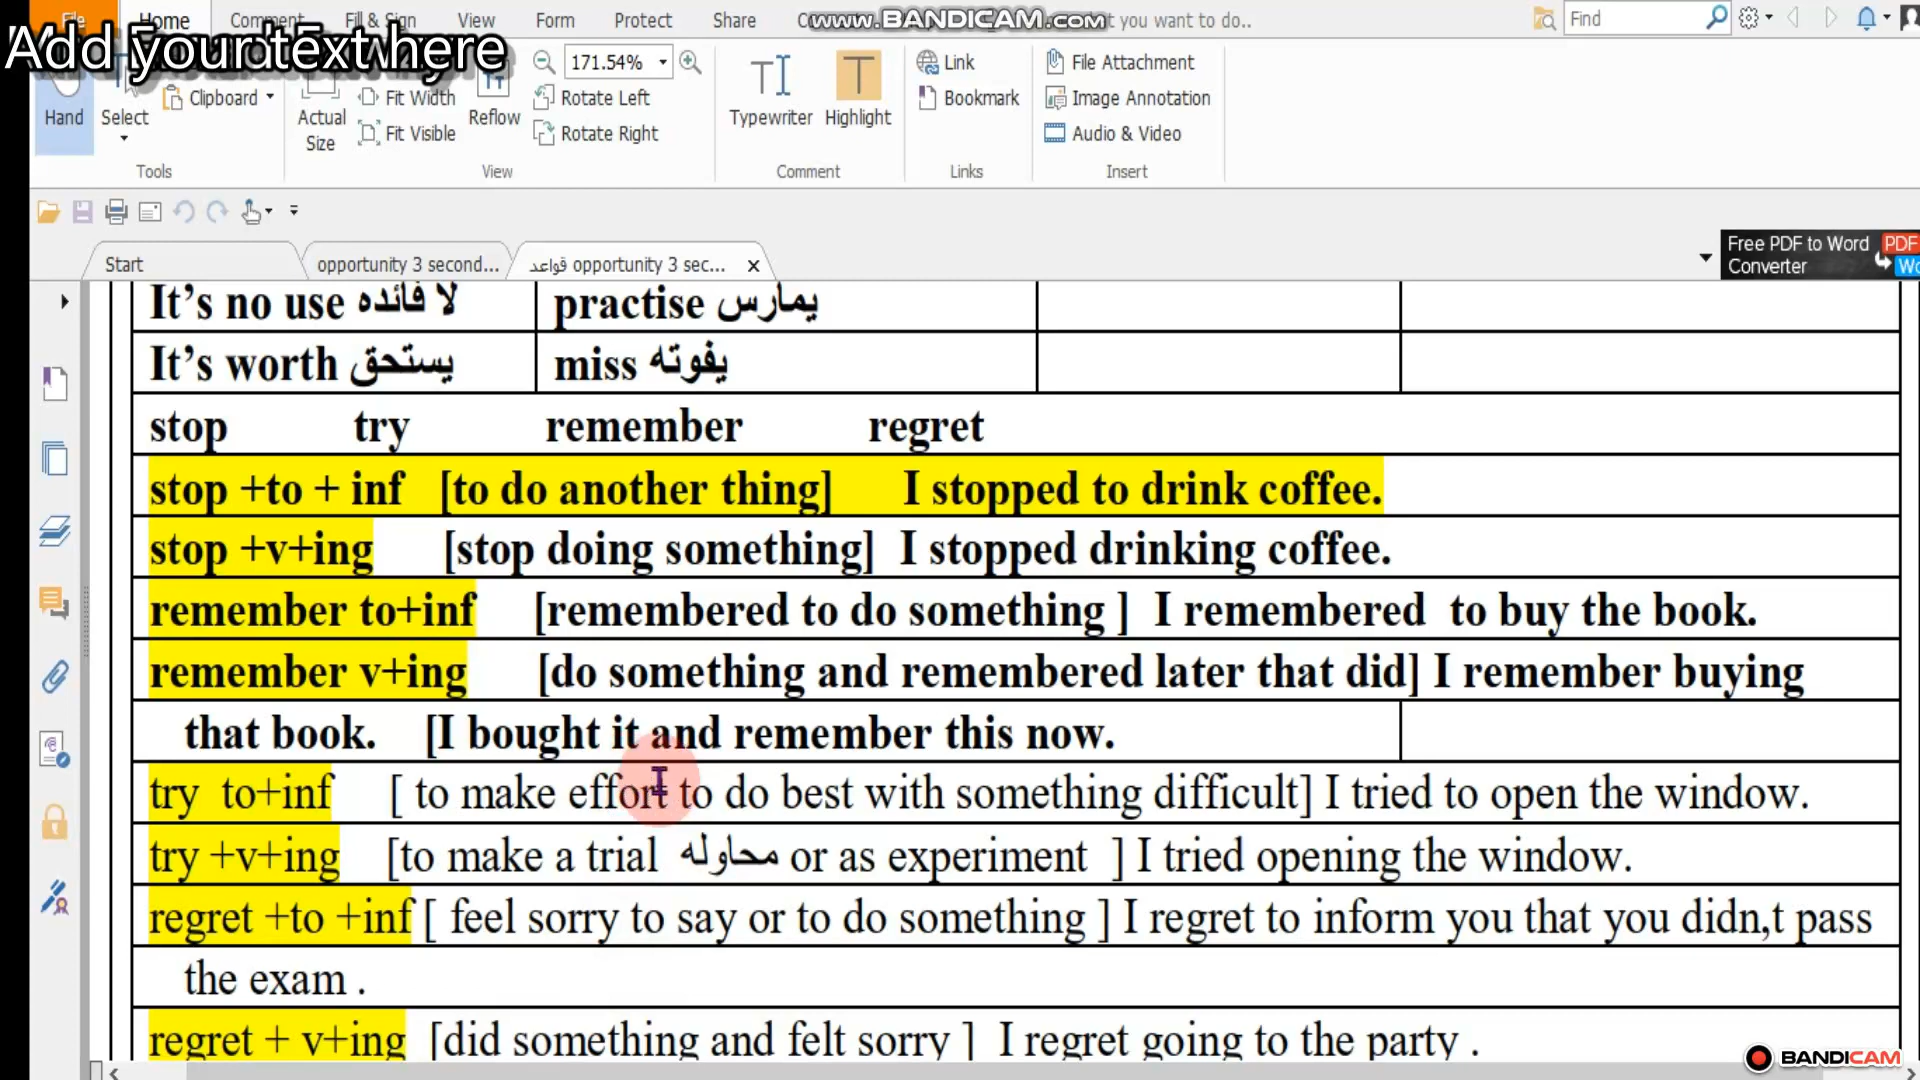 File Home Comment Fill & Sign View Form Protect Share www.BANDICAM.com t you want to do.. Find
Add your text here
171.54% Link File Attachment
Clipboard Fit Width Rotate Left Bookmark Image Annotation
Hand Select Actual Size Fit Visible Reflow Rotate Right Typewriter Highlight Audio & Video
Tools View Comment Links Insert
Start opportunity 3 second... قواعد opportunity 3 sec... Free PDF to Word Converter PDF
It's no use لا فائده practise يمارس
It's worth يستحق miss يفوته
stop try remember regret
stop +to + inf [to do another thing] I stopped to drink coffee.
stop +v+ing [stop doing something] I stopped drinking coffee.
remember to+inf [remembered to do something ] I remembered to buy the book.
remember v+ing [do something and remembered later that did] I remember buying
that book. [I bought it and remember this now.
try to+inf [ to make effort to do best with something difficult] I tried to open the window.
try +v+ing [to make a trial محاوله or as experiment ] I tried opening the window.
regret +to +inf [ feel sorry to say or to do something ] I regret to inform you that you didn,t pass
the exam .
regret + v+ing [did something and felt sorry ] I regret going to the party .
BANDICAM